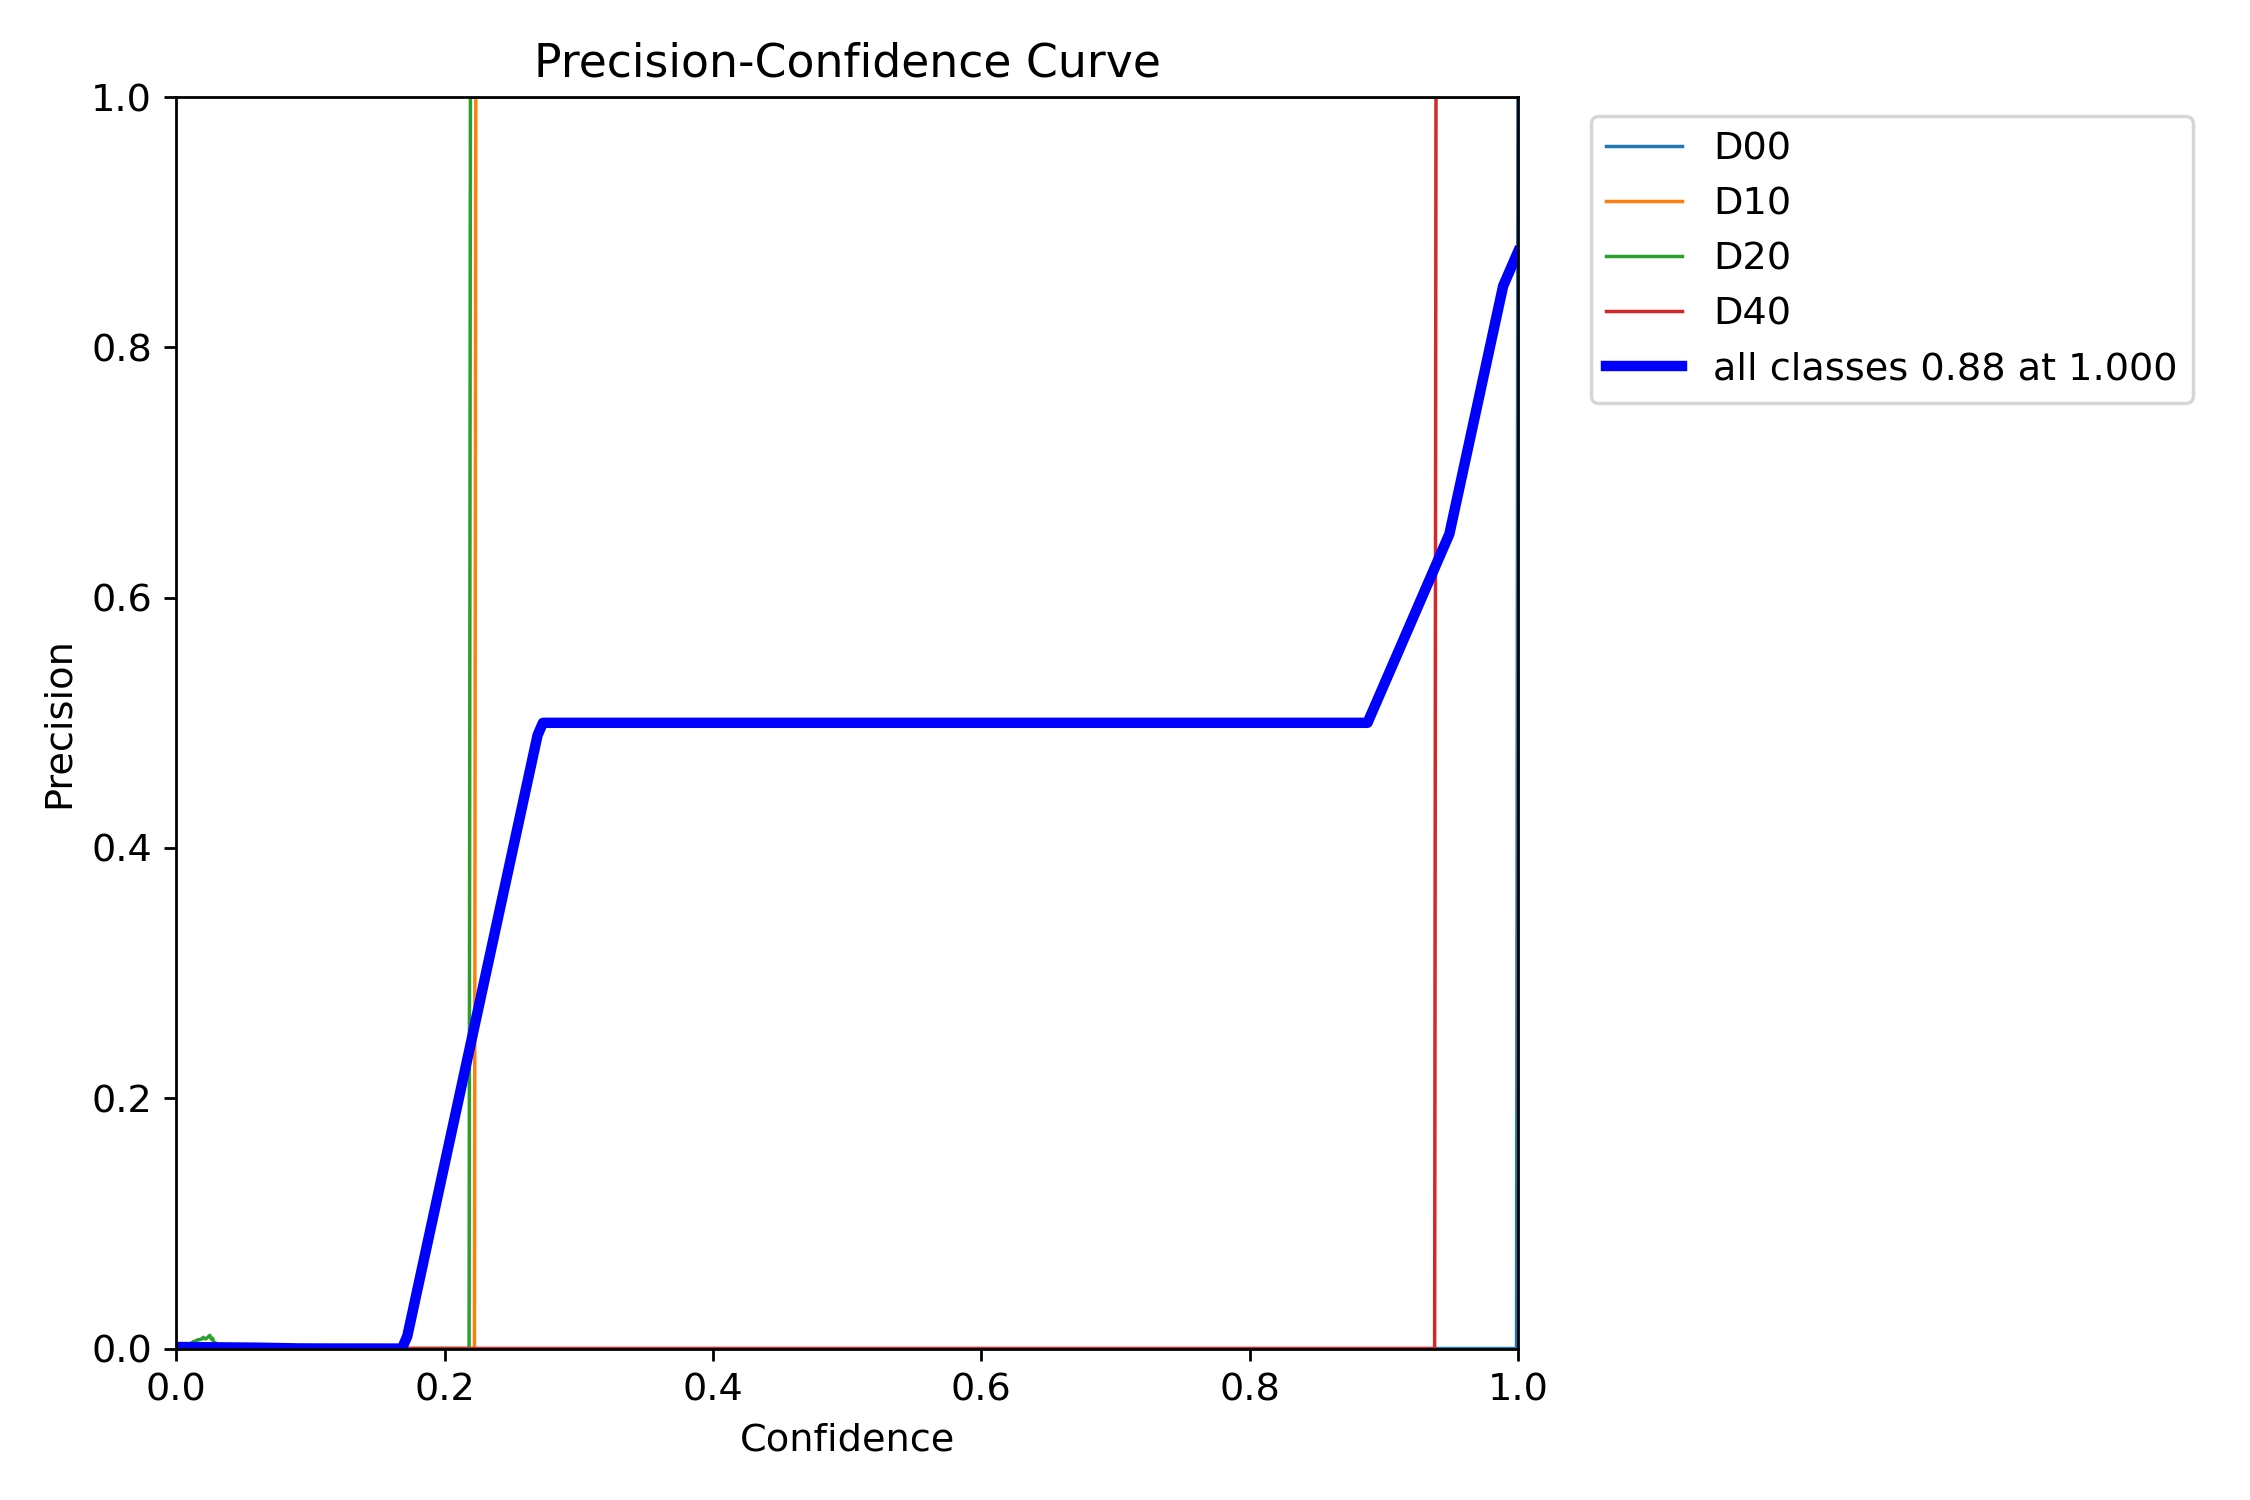 Precision-Confidence Curve
1.0
0.8
0.6
0.4
0.2
0.0
Precision
0.0 0.2 0.4 0.6 0.8 1.0
Confidence
D00
D10
D20
D40
all classes 0.88 at 1.000